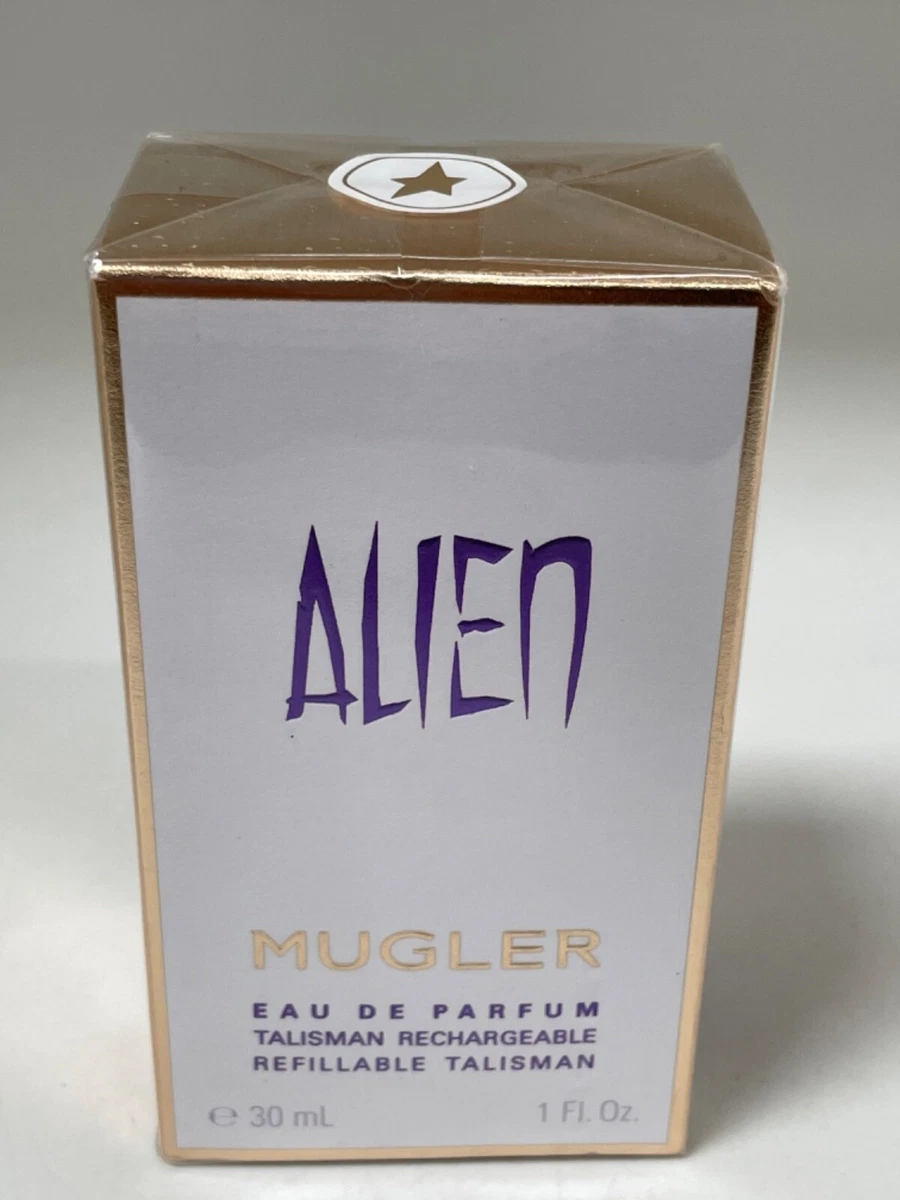 ALIEN
MUGLER
EAU DE PARFUM
TALISMAN RECHARGEABLE
REFILLABLE TALISMAN
℮ 30 mL 1 Fl. Oz.